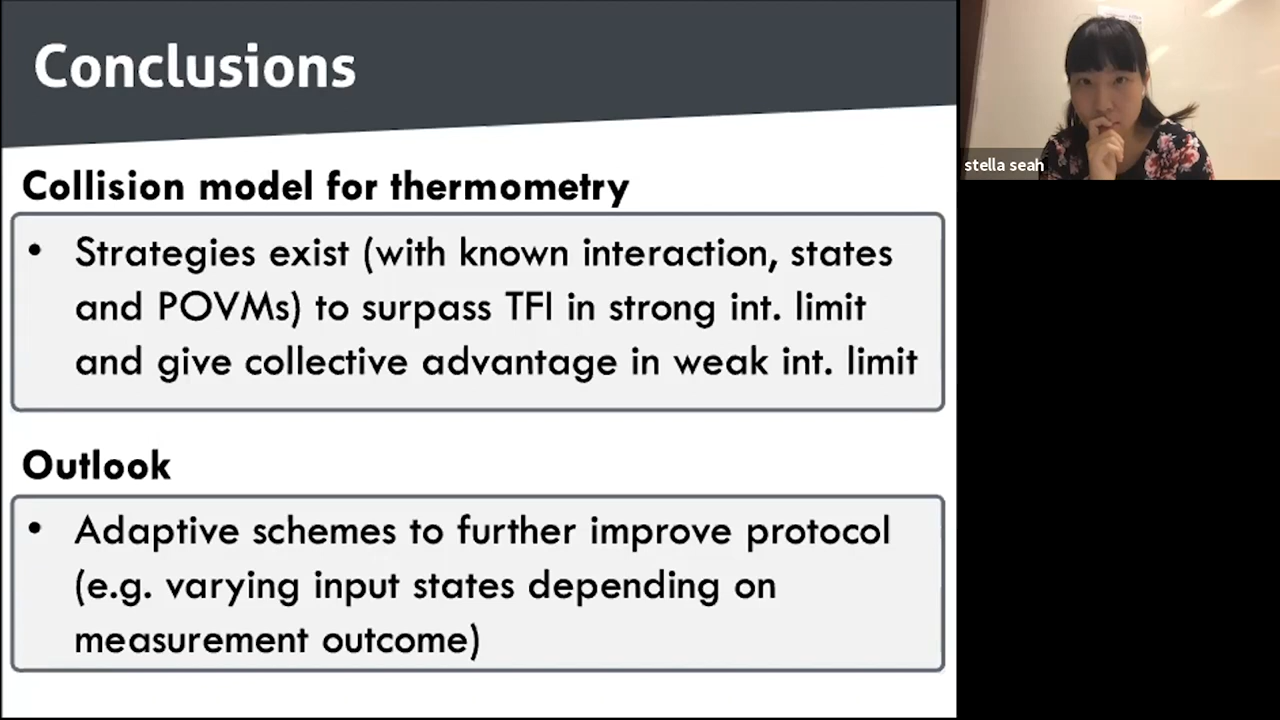 Conclusions
stella seah
Collision model for thermometry
• Strategies exist (with known interaction, states
and POVMs) to surpass TFI in strong int. limit
and give collective advantage in weak int. limit
Outlook
• Adaptive schemes to further improve protocol
(e.g. varying input states depending on
measurement outcome)